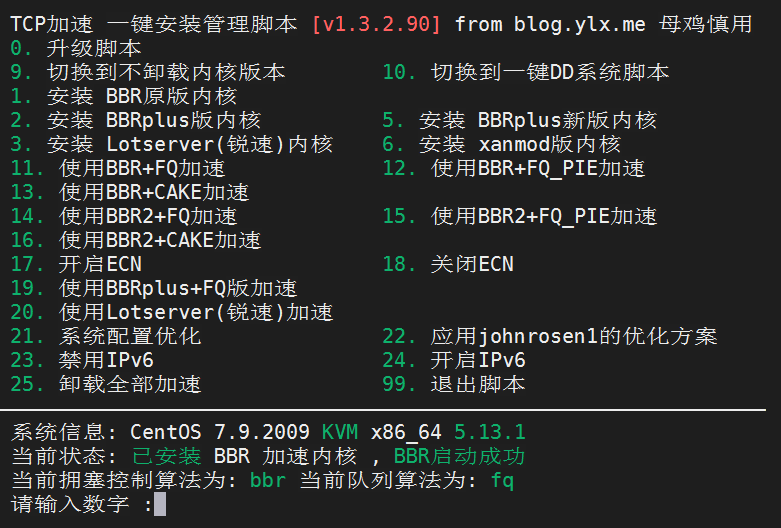 TCP加速 一键安装管理脚本 [v1.3.2.90] from blog.ylx.me 母鸡慎用
0. 升级脚本
9. 切换到不卸载内核版本 10. 切换到一键DD系统脚本
1. 安装 BBR原版内核
2. 安装 BBRplus版内核 5. 安装 BBRplus新版内核
3. 安装 Lotserver(锐速)内核 6. 安装 xanmod版内核
11. 使用BBR+FQ加速 12. 使用BBR+FQ_PIE加速
13. 使用BBR+CAKE加速
14. 使用BBR2+FQ加速 15. 使用BBR2+FQ_PIE加速
16. 使用BBR2+CAKE加速
17. 开启ECN 18. 关闭ECN
19. 使用BBRplus+FQ版加速
20. 使用Lotserver(锐速)加速
21. 系统配置优化 22. 应用johnrosen1的优化方案
23. 禁用IPv6 24. 开启IPv6
25. 卸载全部加速 99. 退出脚本
系统信息: CentOS 7.9.2009 KVM x86_64 5.13.1
当前状态: 已安装 BBR 加速内核 , BBR启动成功
当前拥塞控制算法为: bbr 当前队列算法为: fq
请输入数字 :